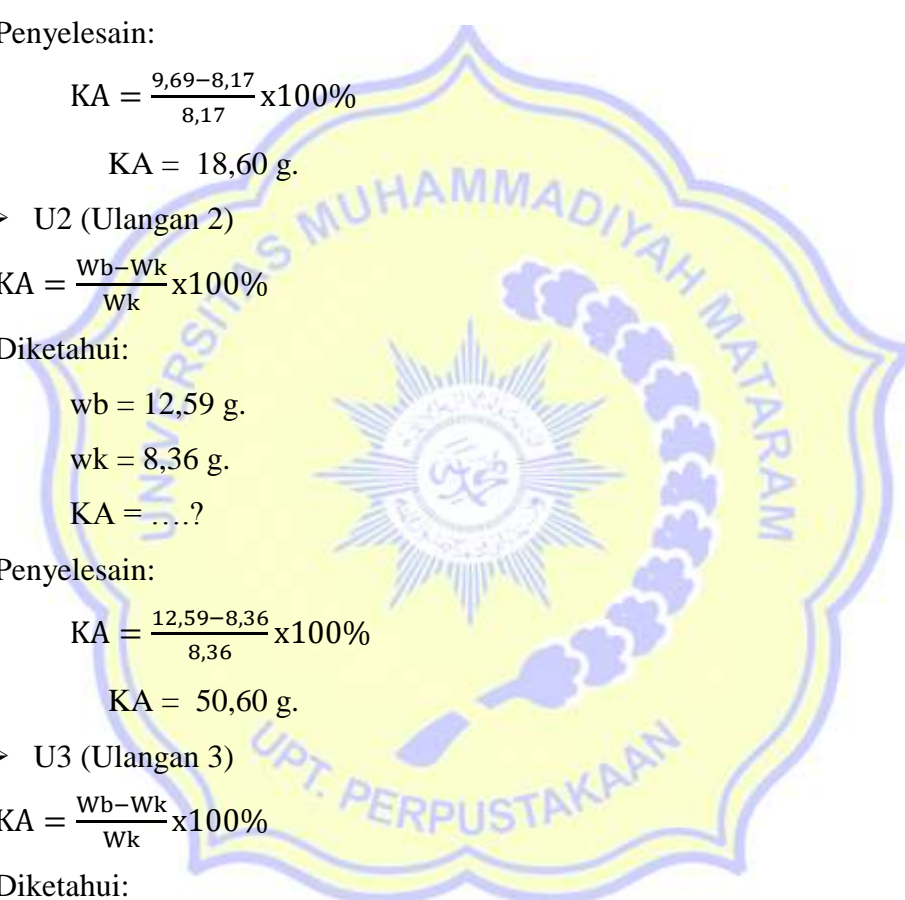 Penyelesain:
KA = 9,69−8,17 / 8,17 x100%
KA = 18,60 g.
➢ U2 (Ulangan 2)
KA = Wb−Wk / Wk x100%
Diketahui:
wb = 12,59 g.
wk = 8,36 g.
KA = ….?
Penyelesain:
KA = 12,59−8,36 / 8,36 x100%
KA = 50,60 g.
➢ U3 (Ulangan 3)
KA = Wb−Wk / Wk x100%
Diketahui:
UNIVERSITAS MUHAMMADIYAH MATARAM
UPT. PERPUSTAKAAN